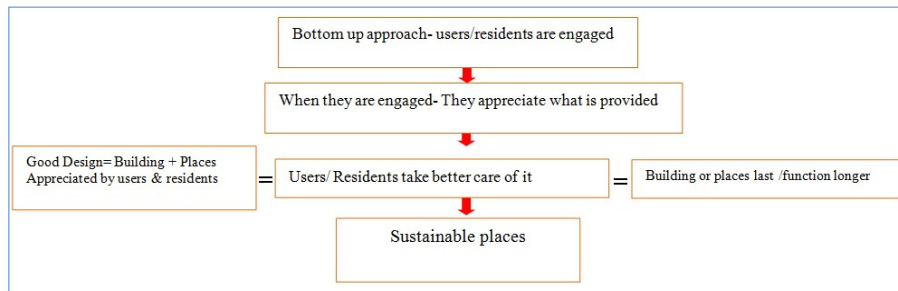 Bottom up approach- users/residents are engaged
When they are engaged- They appreciate what is provided
Good Design= Building + Places
Appreciated by users & residents
=
Users/ Residents take better care of it
=
Building or places last /function longer
Sustainable places